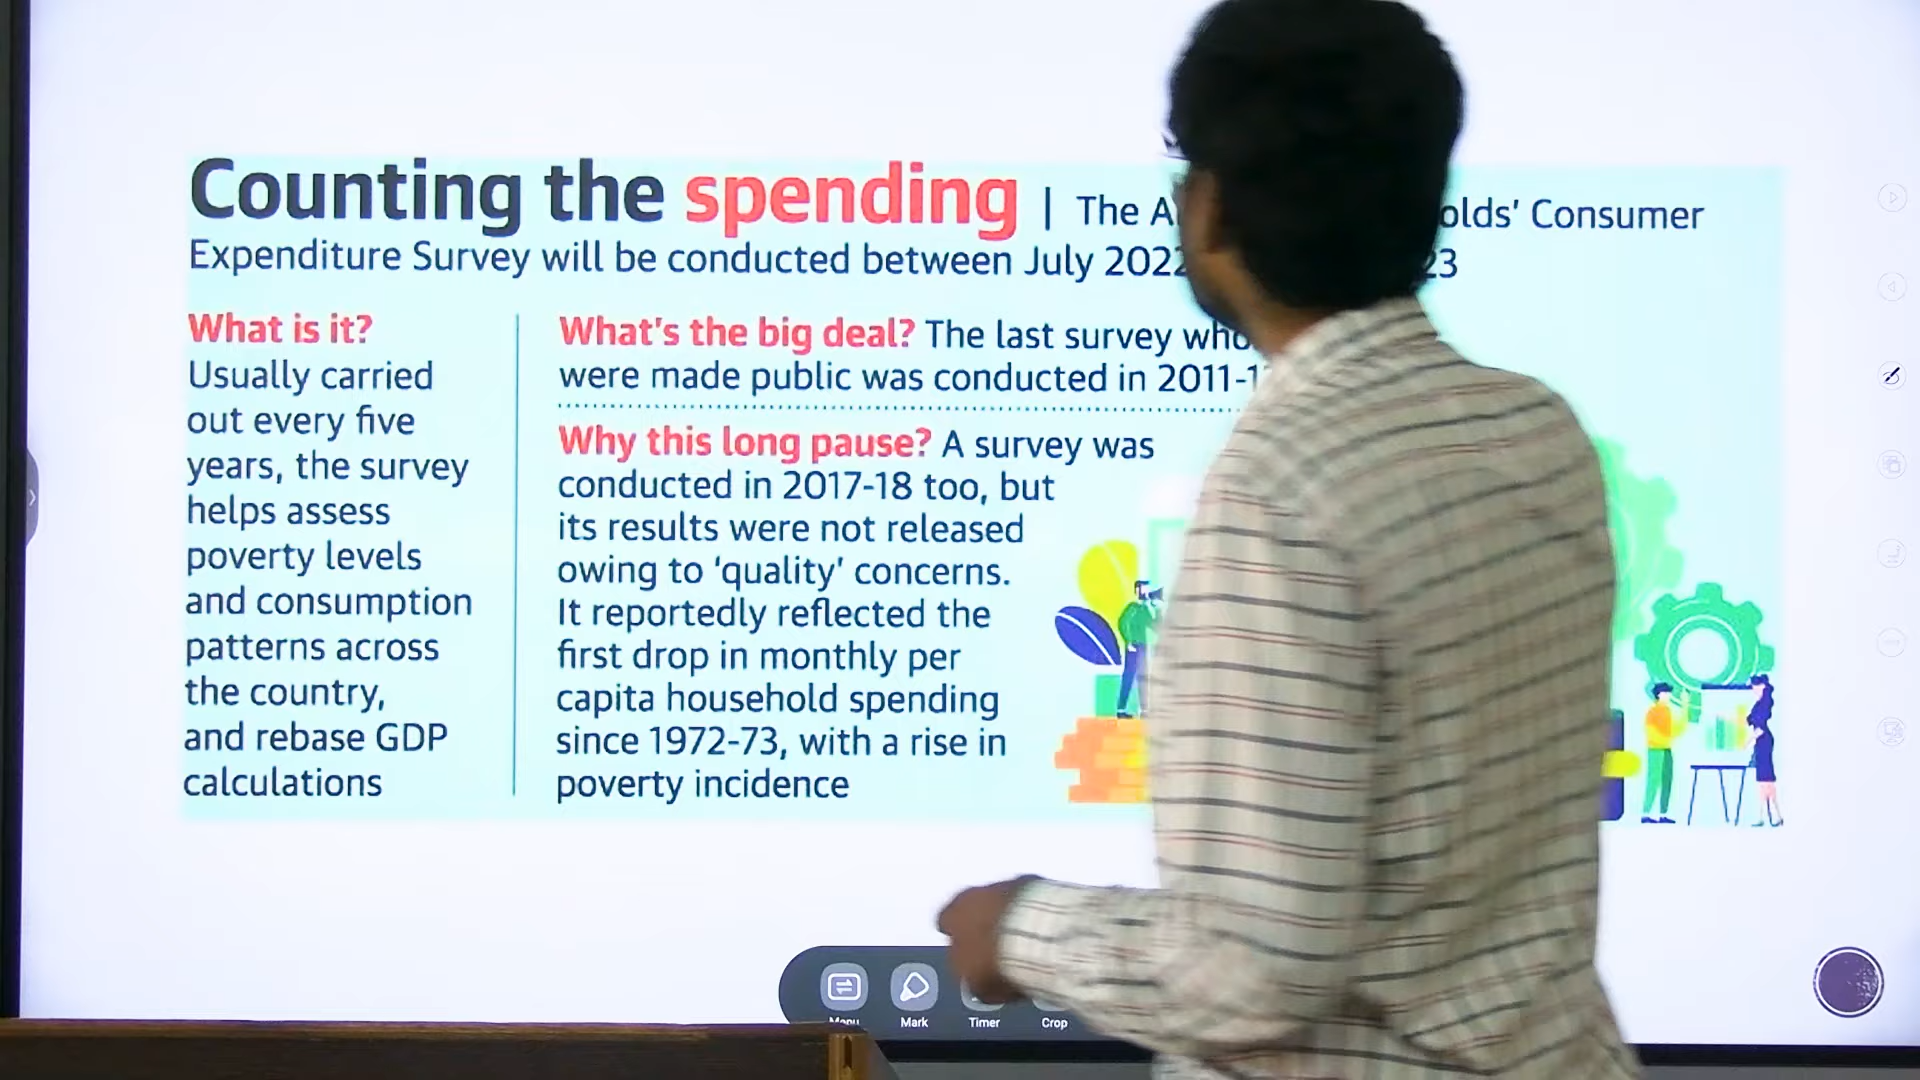 Counting the spending | The olds' Consumer
Expenditure Survey will be conducted between July 2022 23
What is it?
Usually carried
out every five
years, the survey
helps assess
poverty levels
and consumption
patterns across
the country,
and rebase GDP
calculations
What's the big deal? The last survey
were made public was conducted in 2011-1
Why this long pause? A survey was
conducted in 2017-18 too, but
its results were not released
owing to 'quality' concerns.
It reportedly reflected the
first drop in monthly per
capita household spending
since 1972-73, with a rise in
poverty incidence
Menu Mark Timer Crop